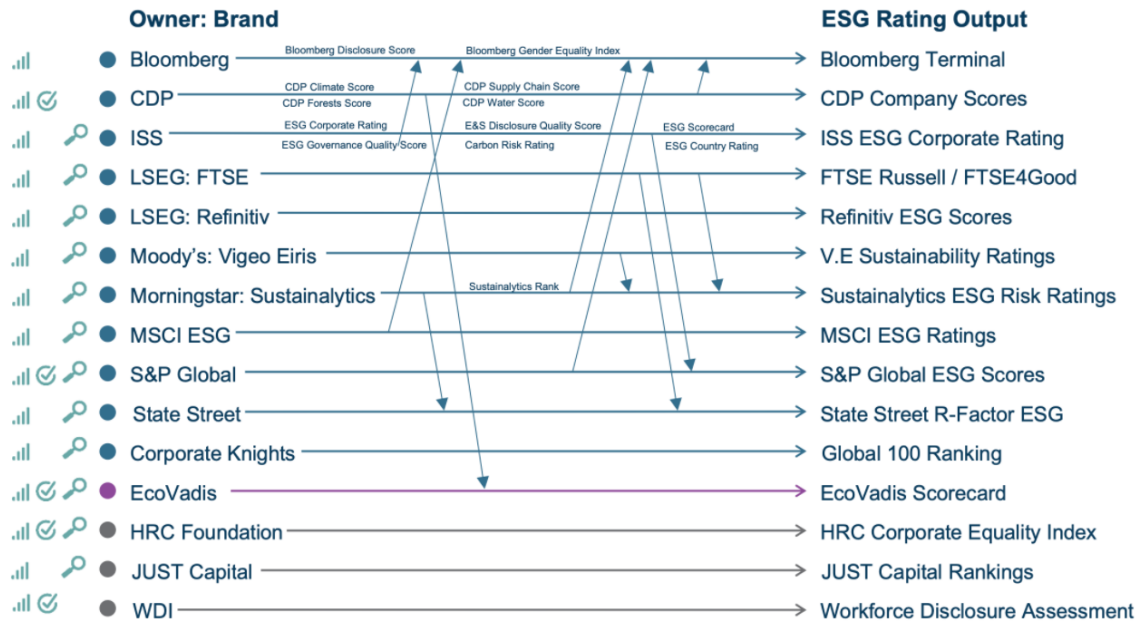 Owner: Brand ESG Rating Output
Bloomberg Bloomberg Disclosure Score Bloomberg Gender Equality Index Bloomberg Terminal
CDP CDP Climate Score CDP Supply Chain Score CDP Company Scores
CDP Forests Score CDP Water Score
ISS ESG Corporate Rating E&S Disclosure Quality Score ESG Scorecard ISS ESG Corporate Rating
ESG Governance Quality Score Carbon Risk Rating ESG Country Rating
LSEG: FTSE FTSE Russell / FTSE4Good
LSEG: Refinitiv Refinitiv ESG Scores
Moody's: Vigeo Eiris V.E Sustainability Ratings
Morningstar: Sustainalytics Sustainalytics Rank Sustainalytics ESG Risk Ratings
MSCI ESG MSCI ESG Ratings
S&P Global S&P Global ESG Scores
State Street State Street R-Factor ESG
Corporate Knights Global 100 Ranking
EcoVadis EcoVadis Scorecard
HRC Foundation HRC Corporate Equality Index
JUST Capital JUST Capital Rankings
WDI Workforce Disclosure Assessment